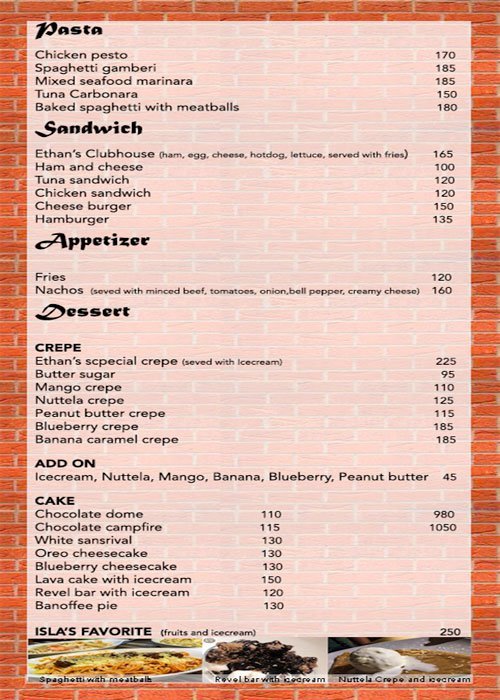 Pasta
Chicken pesto 170
Spaghetti gamberi 185
Mixed seafood marinara 185
Tuna Carbonara 150
Baked spaghetti with meatballs 180
Sandwich
Ethan's Clubhouse (ham, egg, cheese, hotdog, lettuce, served with fries) 165
Ham and cheese 100
Tuna sandwich 120
Chicken sandwich 120
Cheese burger 150
Hamburger 135
Appetizer
Fries 120
Nachos (seved with minced beef, tomatoes, onion,bell pepper, creamy cheese) 160
Dessert
CREPE
Ethan's scpecial crepe (seved with Icecream) 225
Butter sugar 95
Mango crepe 110
Nuttela crepe 125
Peanut butter crepe 115
Blueberry crepe 185
Banana caramel crepe 185
ADD ON
Icecream, Nuttela, Mango, Banana, Blueberry, Peanut butter 45
CAKE
Chocolate dome 110 980
Chocolate campfire 115 1050
White sansrival 130
Oreo cheesecake 130
Blueberry cheesecake 130
Lava cake with icecream 150
Revel bar with icecream 120
Banoffee pie 130
ISLA'S FAVORITE (fruits and icecream) 250
Spaghetti with meatballs Revel bar with icecream Nuttela Crepe and icecream